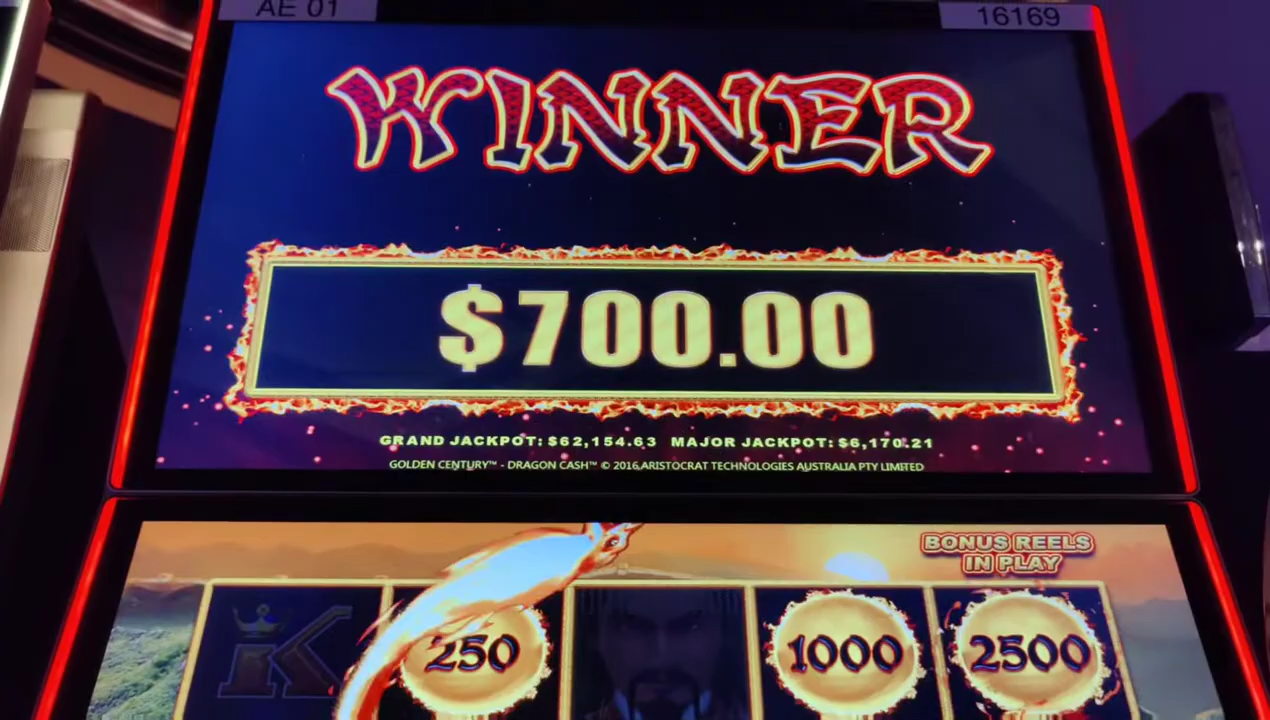 AE 01
16169
WINNER
$700.00
GRAND JACKPOT: $62,154.63 MAJOR JACKPOT: $6,170.21
GOLDEN CENTURY™ - DRAGON CASH™ © 2016 ARISTOCRAT TECHNOLOGIES AUSTRALIA PTY LIMITED
BONUS REELS
IN PLAY
K
250
1000
2500